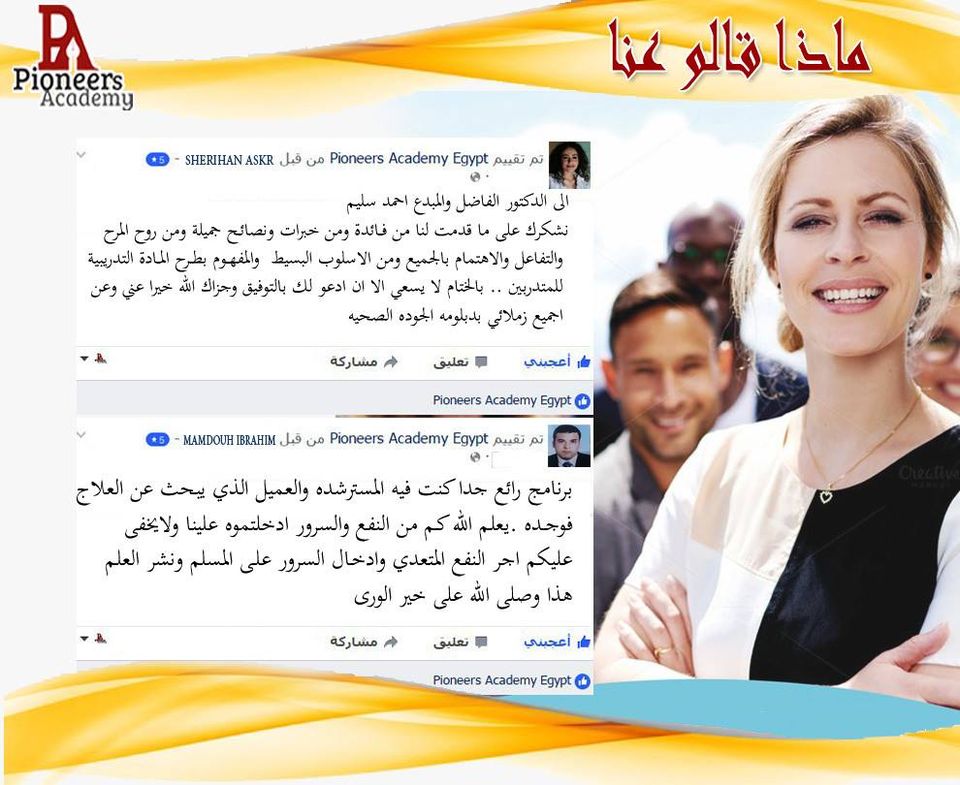 Pioneers
Academy
ماذا قالو عنا
تم تقييم Pioneers Academy Egypt من قبل SHERIHAN ASKR - 5★
الى الدكتور الفاضل والمبدع احمد سليم
نشكرك على ما قدمت لنا من فائدة ومن خبرات ونصائح جميلة ومن روح المرح
والتفاعل والاهتمام بالجميع ومن الاسلوب البسيط والمفهوم بطرح المادة التدريبية
للمتدربين .. بالختام لا يسعي الا ان ادعو لك بالتوفيق وجزاك الله خيرا عني وعن
اجميع زملائي بدبلومه الجوده الصحيه
أعجبني تعليق مشاركة
Pioneers Academy Egypt
تم تقييم Pioneers Academy Egypt من قبل MAMDOUH IBRAHIM - 5★
برنامج رائع جدا كنت فيه المسترشده والعميل الذي يبحث عن العلاج
فوجده .يعلم الله كم من النفع والسرور ادخلتموه علينا ولايخفى
عليكم اجر النفع المتعدي وادخال السرور على المسلم ونشر العلم
هذا وصلى الله على خير الورى
أعجبني تعليق مشاركة
Pioneers Academy Egypt
Creative